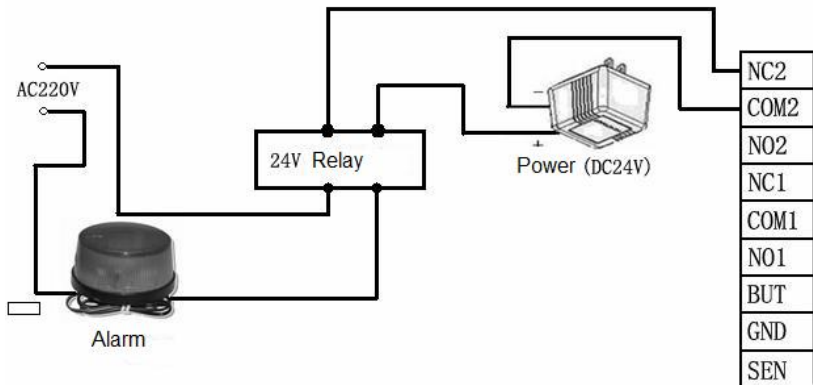 AC220V
24V Relay
-
+
Power (DC24V)
Alarm
NC2
COM2
NO2
NC1
COM1
NO1
BUT
GND
SEN